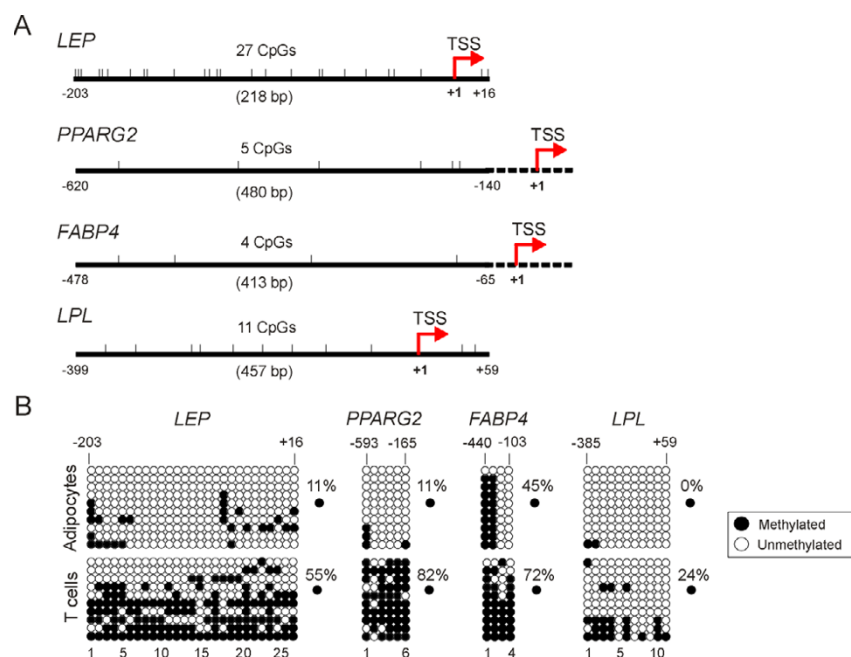 A
LEP
27 CpGs
TSS
-203
(218 bp)
+1
+16
PPARG2
5 CpGs
TSS
-620
(480 bp)
-140
+1
FABP4
4 CpGs
TSS
-478
(413 bp)
-65
+1
LPL
11 CpGs
TSS
-399
(457 bp)
+1
+59
B
LEP
PPARG2
FABP4
LPL
-203
+16
-593
-165
-440
-103
-385
+59
Adipocytes
11%
11%
45%
0%
T cells
55%
82%
72%
24%
1
5
10
15
20
25
1
6
1
4
1
5
10
Methylated
Unmethylated